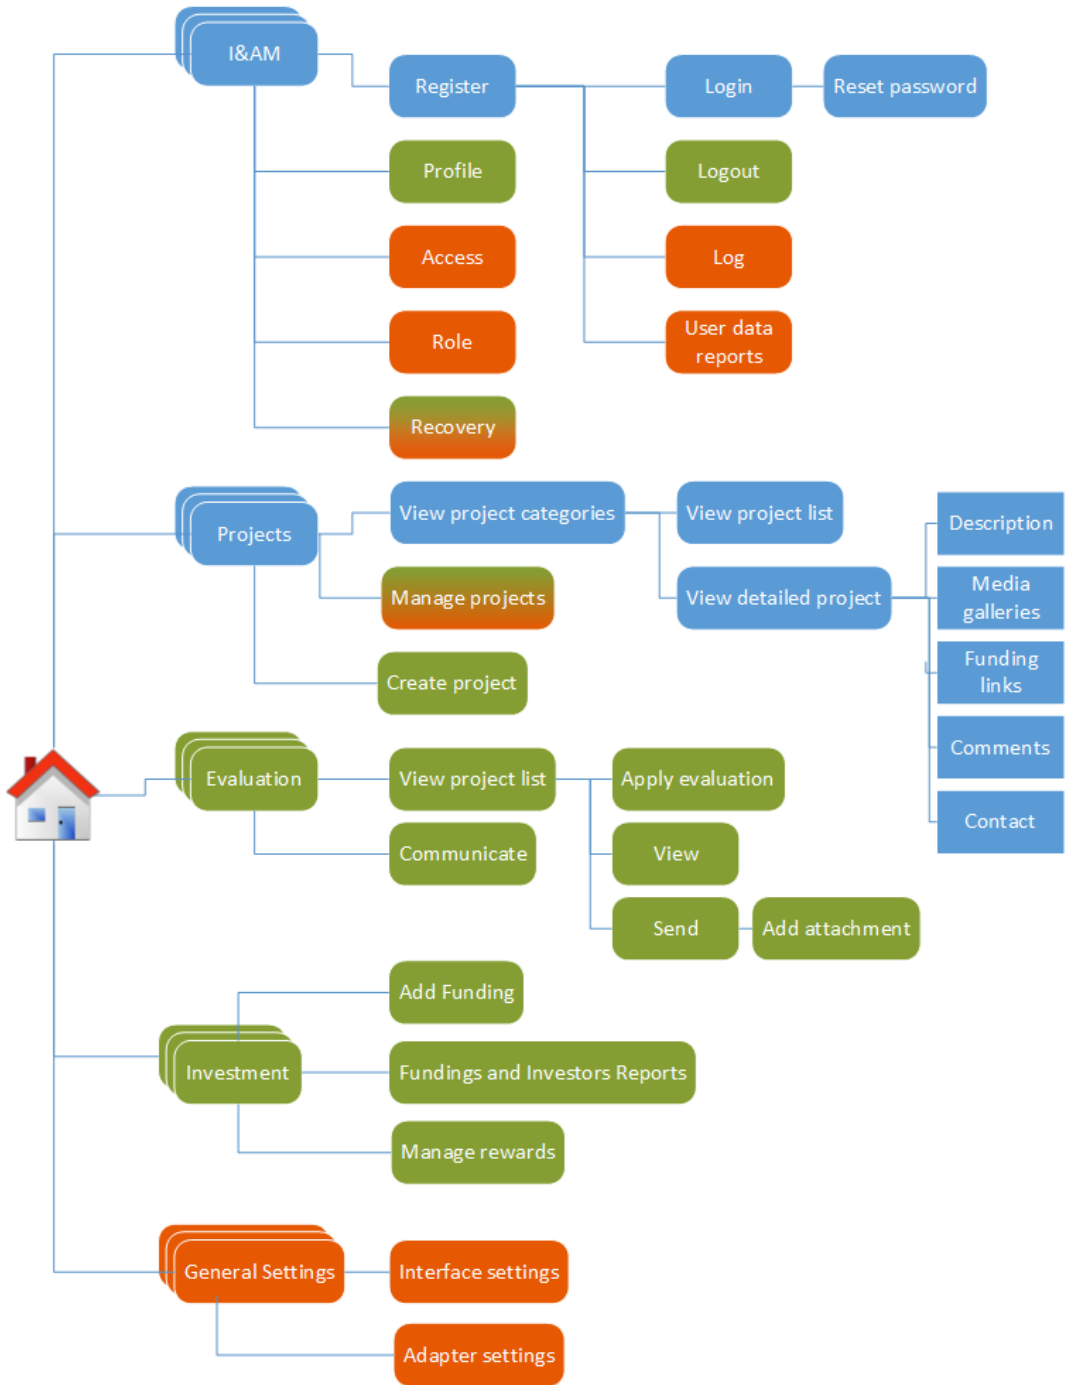 I&AM
Register
Login
Reset password
Profile
Logout
Access
Log
Role
User data
reports
Recovery
Projects
View project categories
View project list
Description
Manage projects
View detailed project
Media
galleries
Create project
Funding
links
Comments
Contact
Evaluation
View project list
Apply evaluation
Communicate
View
Send
Add attachment
Add Funding
Investment
Fundings and Investors Reports
Manage rewards
General Settings
Interface settings
Adapter settings